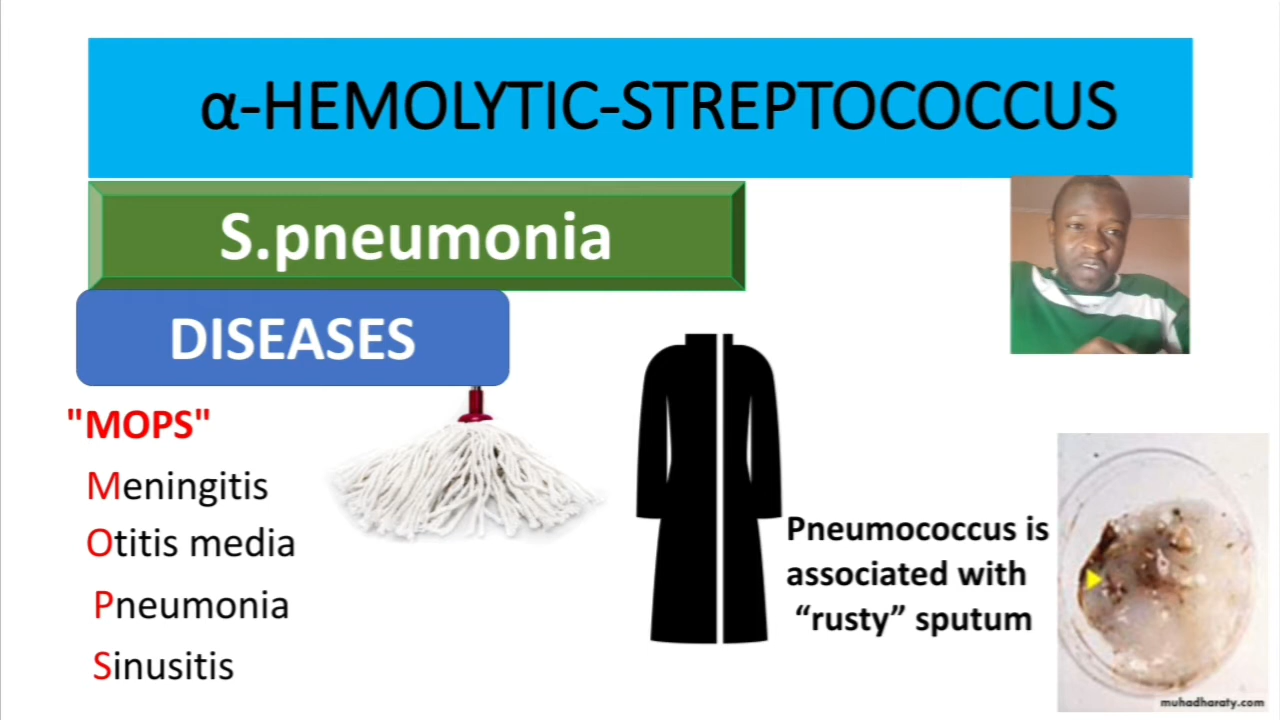 α-HEMOLYTIC-STREPTOCOCCUS
S.pneumonia
DISEASES
"MOPS"
Meningitis
Otitis media
Pneumonia
Sinusitis
Pneumococcus is
associated with
“rusty” sputum
muhadharaty.com